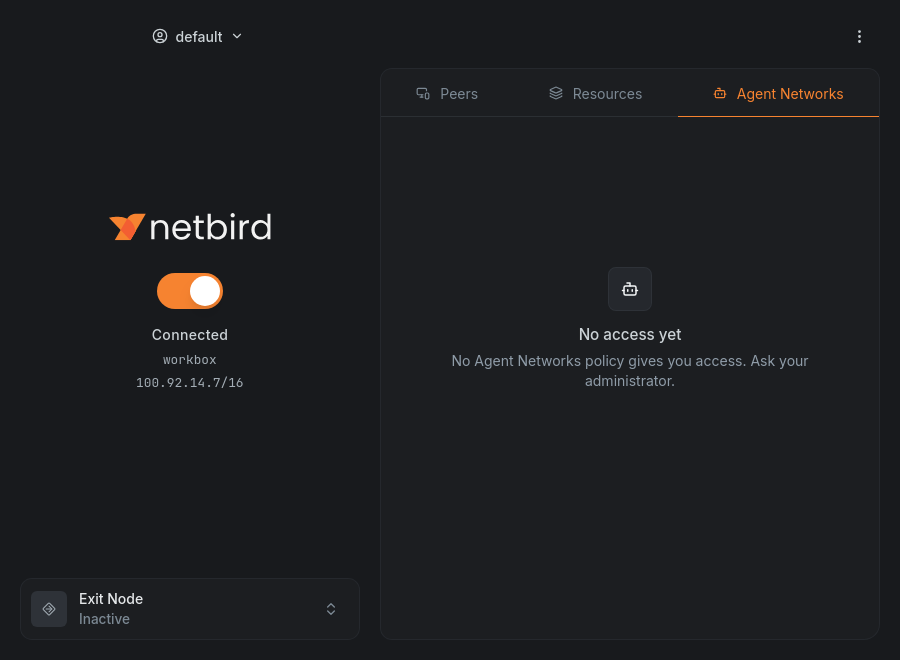 default
Peers
Resources
Agent Networks
netbird
Connected
workbox
100.92.14.7/16
No access yet
No Agent Networks policy gives you access. Ask your
administrator.
Exit Node
Inactive